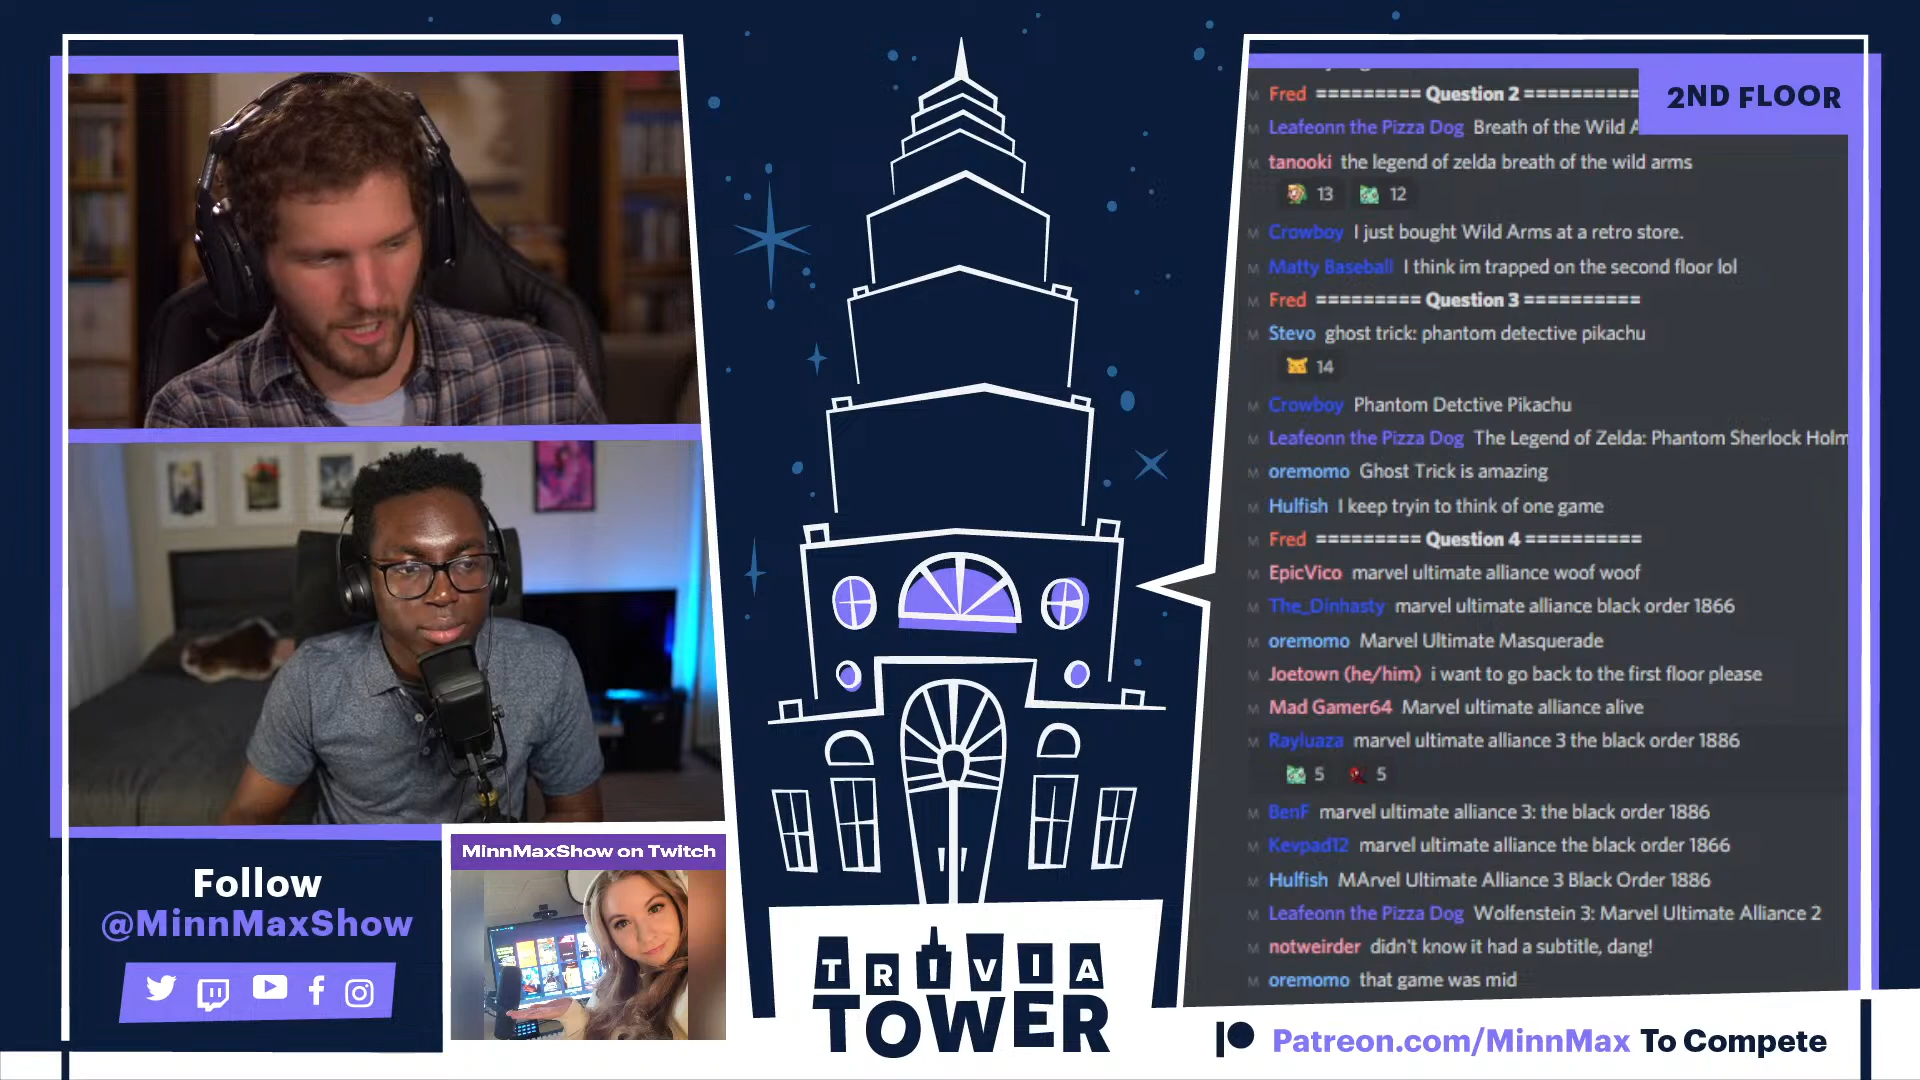 2ND FLOOR
Fred ========= Question 2 ==========
Leafeonn the Pizza Dog Breath of the Wild A
tanooki the legend of zelda breath of the wild arms
13 12
Crowboy I just bought Wild Arms at a retro store.
Matty Baseball I think im trapped on the second floor lol
Fred ========= Question 3 ==========
Stevo ghost trick: phantom detective pikachu
14
Crowboy Phantom Detctive Pikachu
Leafeonn the Pizza Dog The Legend of Zelda: Phantom Sherlock Holm
oremomo Ghost Trick is amazing
Hulfish I keep tryin to think of one game
Fred ========= Question 4 ==========
EpicVico marvel ultimate alliance woof woof
The_Dinhasty marvel ultimate alliance black order 1866
oremomo Marvel Ultimate Masquerade
Joetown (he/him) i want to go back to the first floor please
Mad Gamer64 Marvel ultimate alliance alive
Rayluaza marvel ultimate alliance 3 the black order 1886
5 5
BenF marvel ultimate alliance 3: the black order 1886
Kevpad12 marvel ultimate alliance the black order 1866
Hulfish MArvel Ultimate Alliance 3 Black Order 1886
Leafeonn the Pizza Dog Wolfenstein 3: Marvel Ultimate Alliance 2
notweirder didn't know it had a subtitle, dang!
oremomo that game was mid
Follow
@MinnMaxShow
MinnMaxShow on Twitch
TRIVIA
TOWER
Patreon.com/MinnMax To Compete